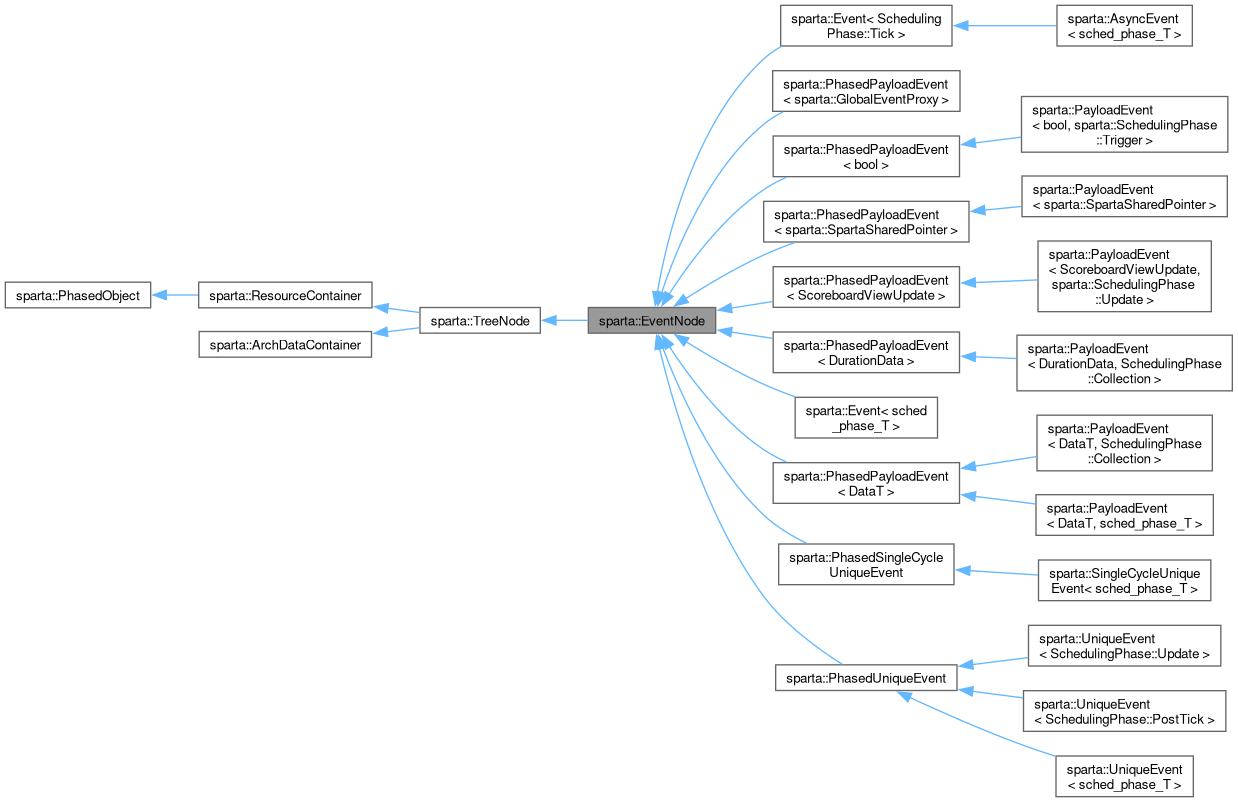 sparta::PhasedObject
sparta::ResourceContainer
sparta::ArchDataContainer
sparta::TreeNode
sparta::EventNode
sparta::Event< Scheduling
Phase::Tick >
sparta::AsyncEvent
< sched_phase_T >
sparta::PhasedPayloadEvent
< sparta::GlobalEventProxy >
sparta::PhasedPayloadEvent
< bool >
sparta::PayloadEvent
< bool, sparta::SchedulingPhase
::Trigger >
sparta::PhasedPayloadEvent
< sparta::SpartaSharedPointer >
sparta::PayloadEvent
< sparta::SpartaSharedPointer >
sparta::PhasedPayloadEvent
< ScoreboardViewUpdate >
sparta::PayloadEvent
< ScoreboardViewUpdate,
sparta::SchedulingPhase
::Update >
sparta::PhasedPayloadEvent
< DurationData >
sparta::PayloadEvent
< DurationData, SchedulingPhase
::Collection >
sparta::Event< sched
_phase_T >
sparta::PhasedPayloadEvent
< DataT >
sparta::PayloadEvent
< DataT, SchedulingPhase
::Collection >
sparta::PayloadEvent
< DataT, sched_phase_T >
sparta::PhasedSingleCycle
UniqueEvent
sparta::SingleCycleUnique
Event< sched_phase_T >
sparta::PhasedUniqueEvent
sparta::UniqueEvent
< SchedulingPhase::Update >
sparta::UniqueEvent
< SchedulingPhase::PostTick >
sparta::UniqueEvent
< sched_phase_T >